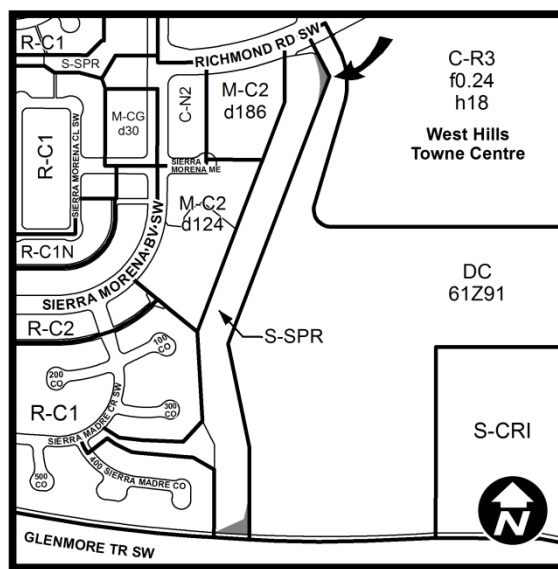 R-C1
S-SPR
RICHMOND RD SW
C-R3
f0.24
h18
West Hills
Towne Centre
M-CG
d30
C-N2
M-C2
d186
R-C1
SIERRA MORENA CL SW
SIERRA
MORENA ME
M-C2
d124
R-C1N
SIERRA MORENA BV SW
DC
61Z91
R-C2
S-SPR
100
CO
200
CO
300
CO
R-C1
SIERRA MADRE CR SW
S-CRI
400 SIERRA MADRE CO
500
CO
N
GLENMORE TR SW